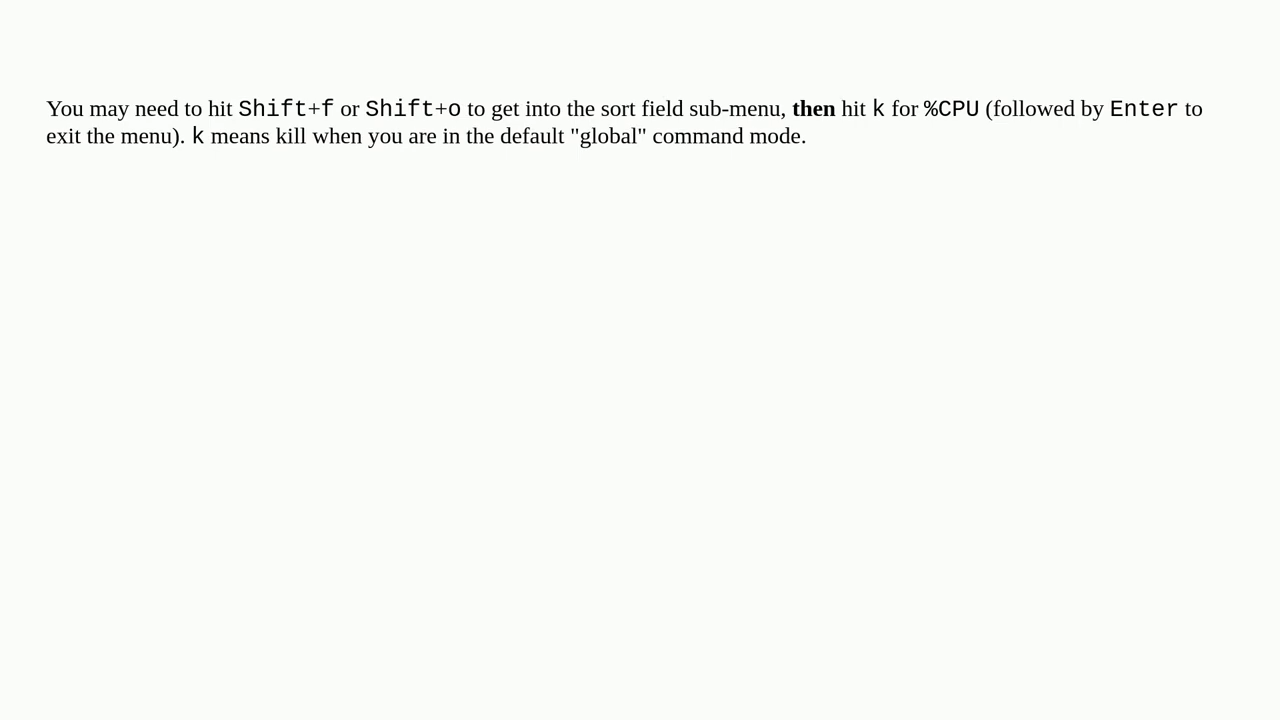 You may need to hit Shift+f or Shift+o to get into the sort field sub-menu, then hit k for %CPU (followed by Enter to
exit the menu). k means kill when you are in the default "global" command mode.